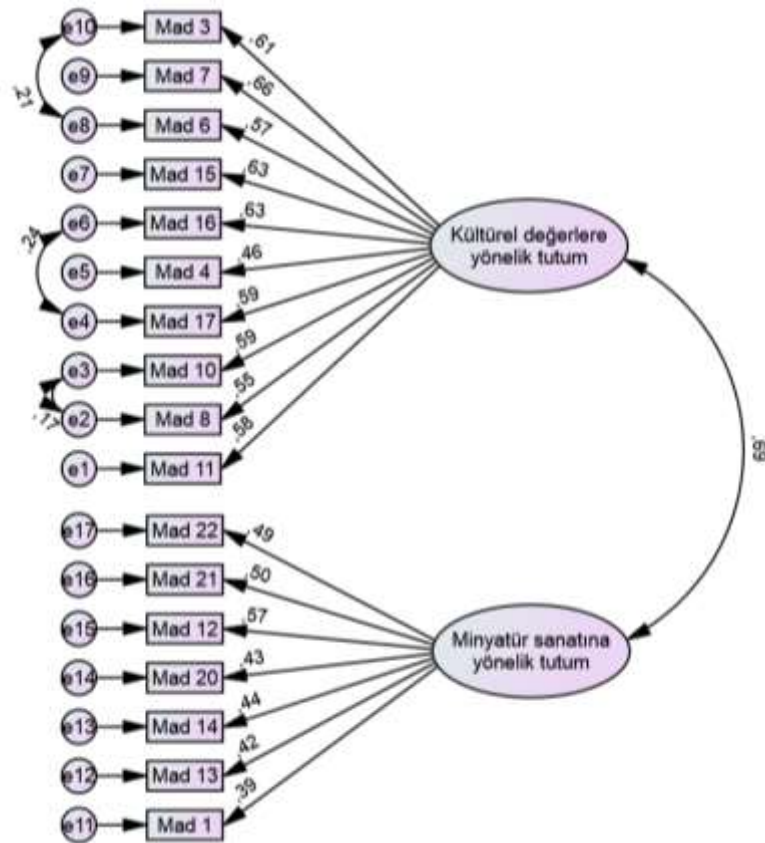 e10 Mad 3 .61
e9 Mad 7 .66
.21
e8 Mad 6 .57
e7 Mad 15 .63
e6 Mad 16 .63
Kültürel değerlere
yönelik tutum
.24
e5 Mad 4 .46
e4 Mad 17 .59
e3 Mad 10 .59
e2 Mad 8 .55
.17
e1 Mad 11 .58
.69
e17 Mad 22 .49
e16 Mad 21 .50
e15 Mad 12 .57
Minyatür sanatına
yönelik tutum
e14 Mad 20 .43
e13 Mad 14 .44
e12 Mad 13 .42
e11 Mad 1 .39